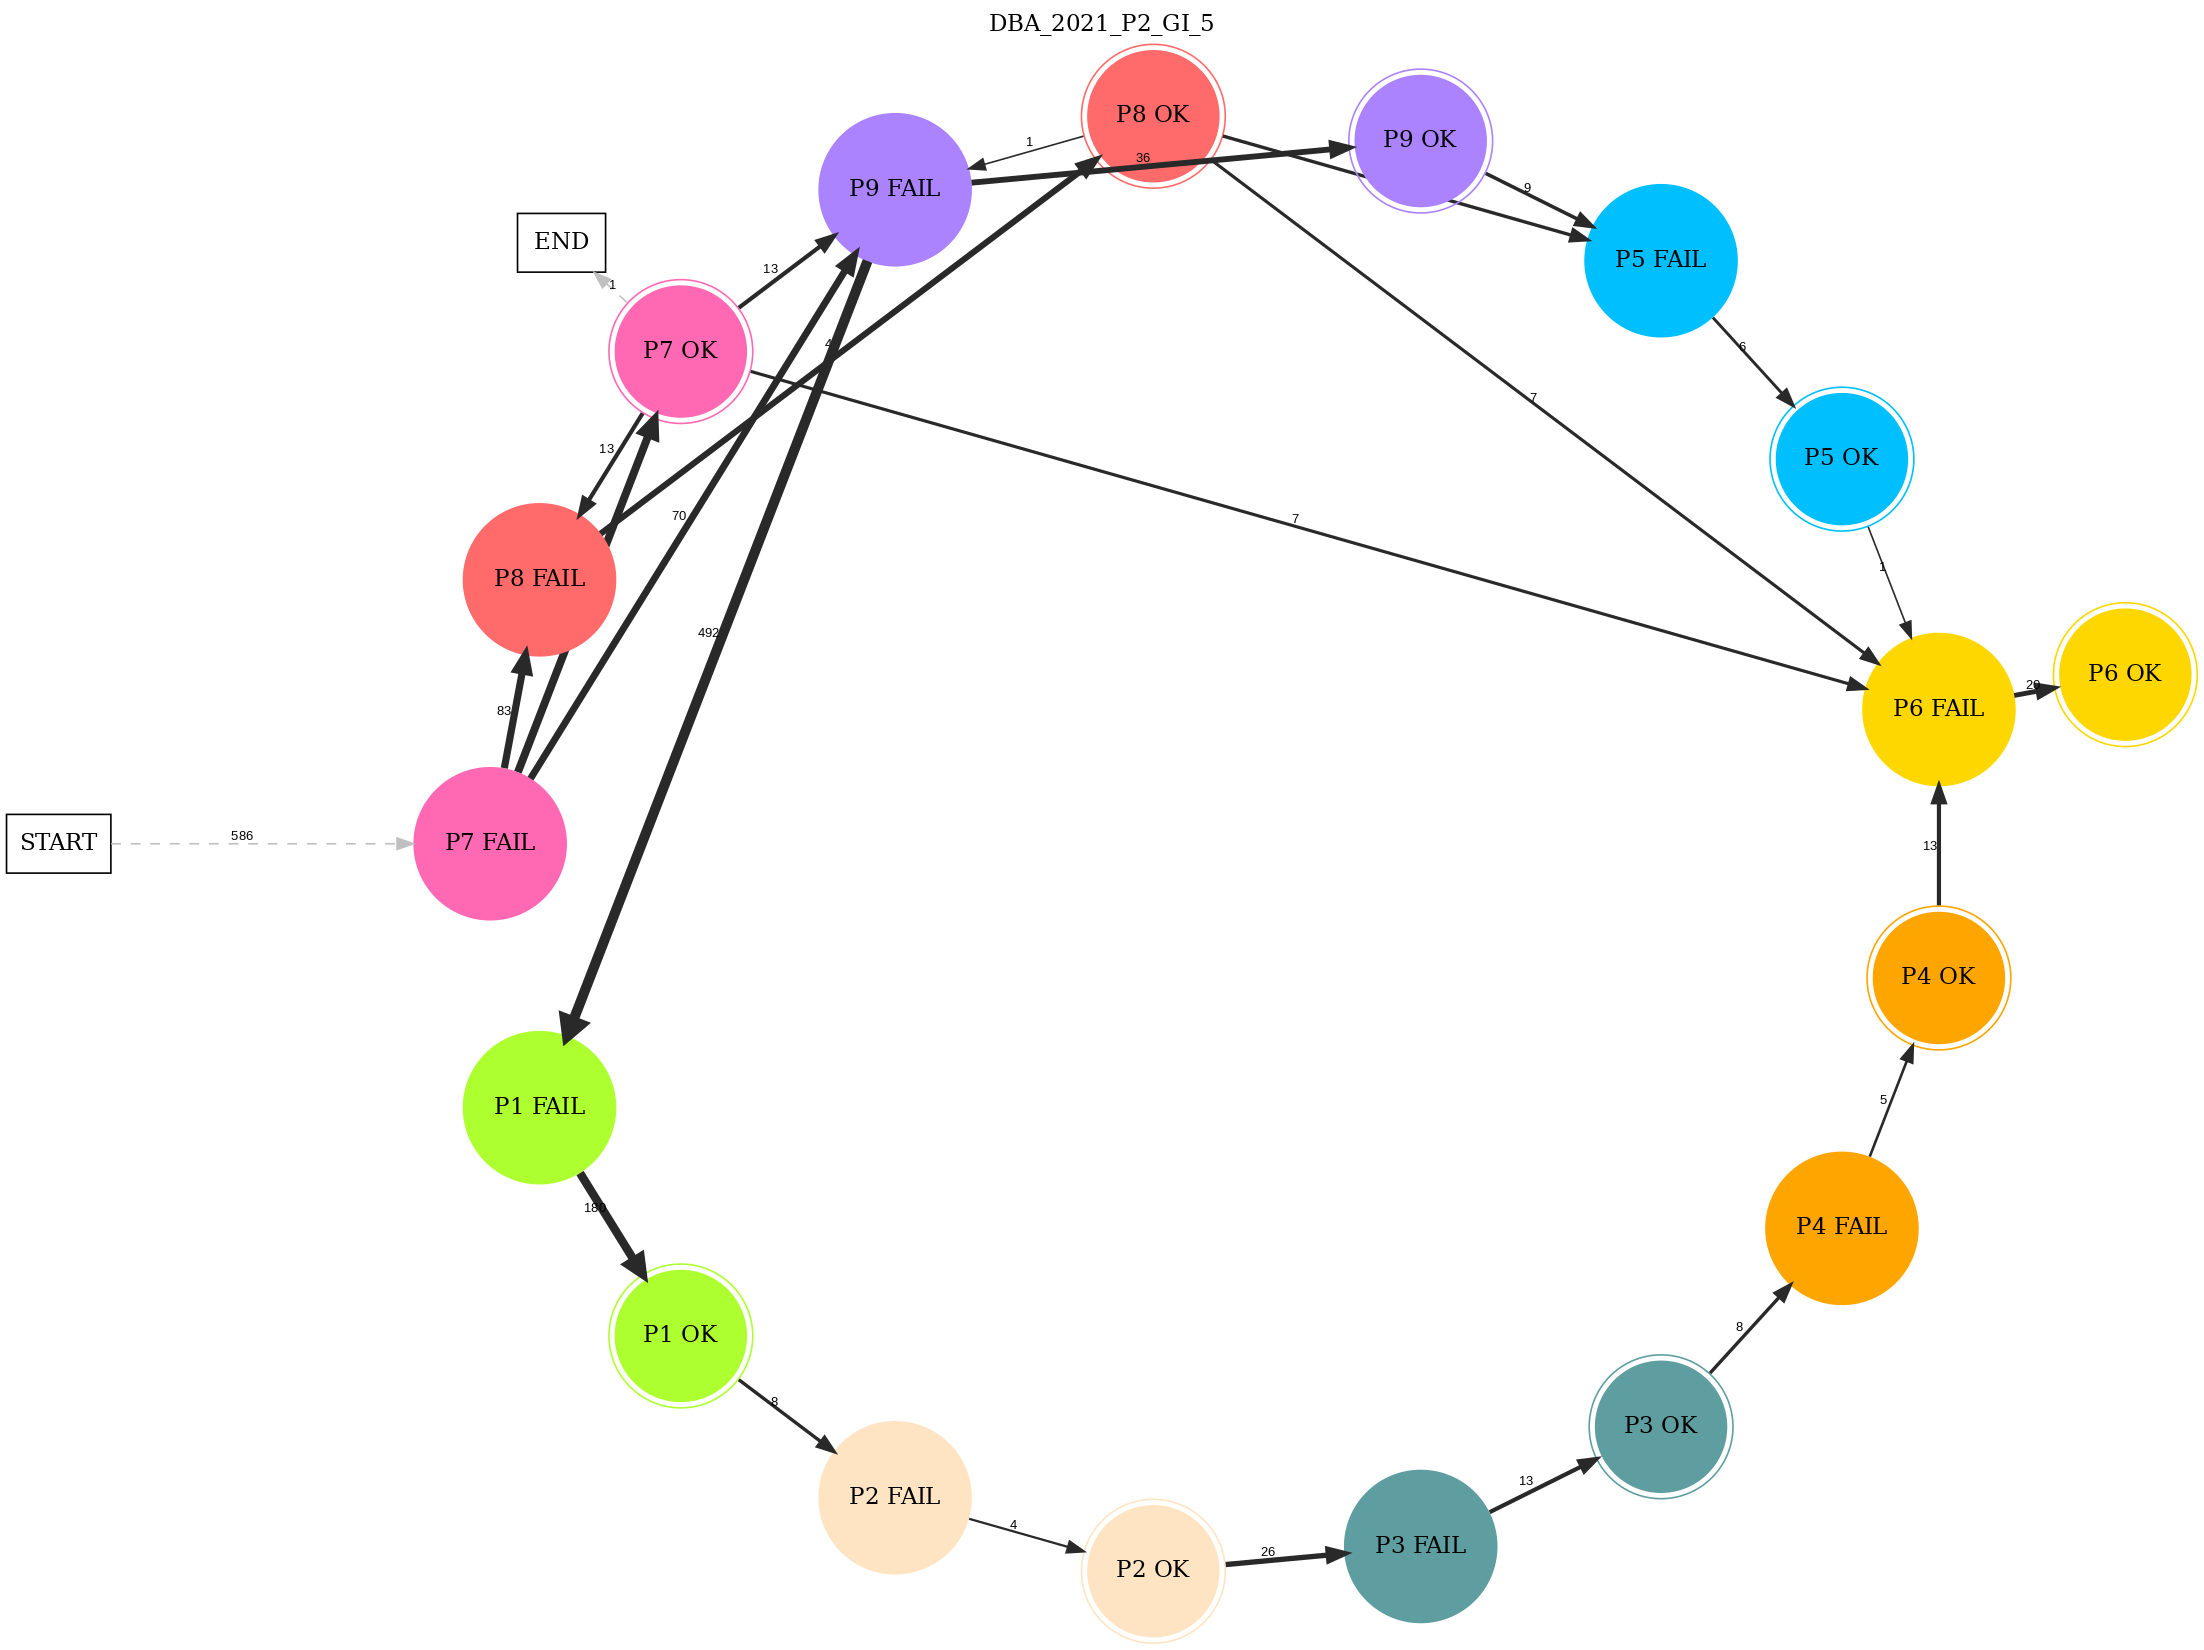 DBA_2021_P2_GI_5
P8 OK
P9 OK
1
36
P9 FAIL
9
END
P5 FAIL
13
1
P7 OK
6
7
13
P5 OK
70
7
1
P8 FAIL
492
P6 OK
20
83
P6 FAIL
START
586
P7 FAIL
13
P4 OK
5
P1 FAIL
180
P4 FAIL
8
P1 OK
8
P3 OK
13
P2 FAIL
4
26
P3 FAIL
P2 OK